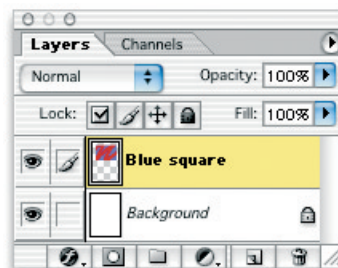 Layers Channels
Normal Opacity: 100%
Lock: Fill: 100%
Blue square
Background